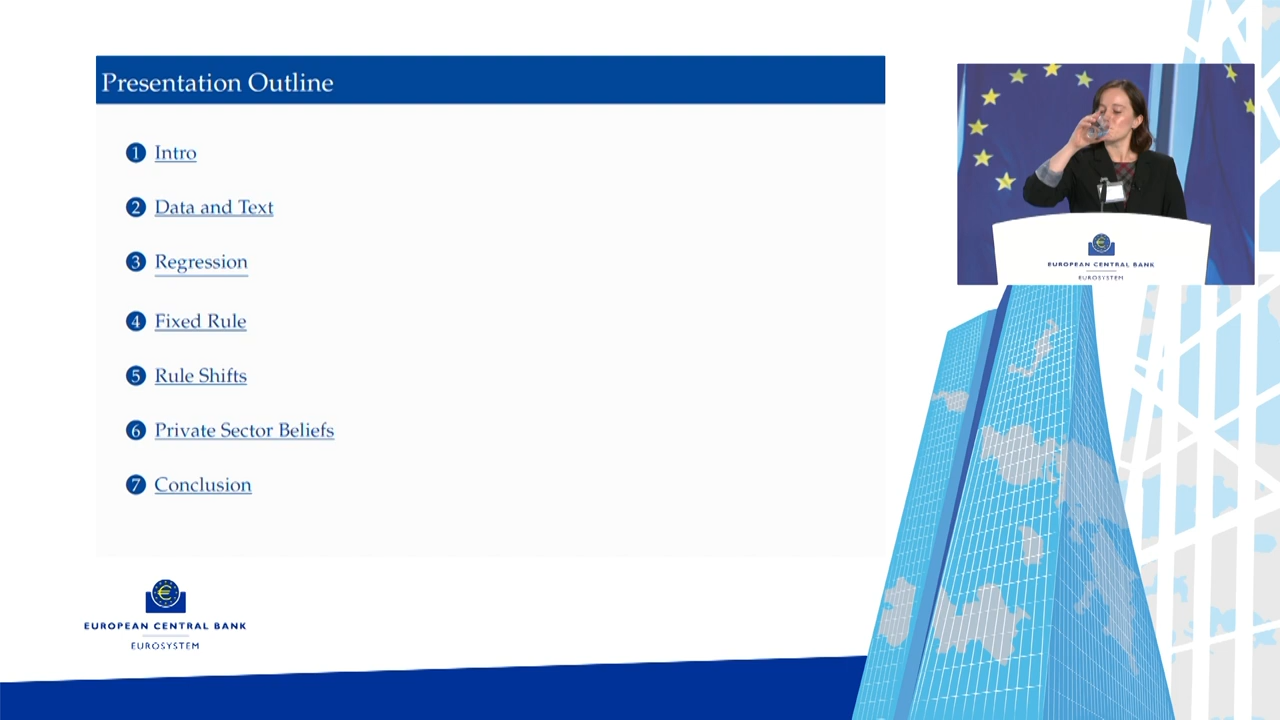 Presentation Outline
1 Intro
2 Data and Text
3 Regression
4 Fixed Rule
5 Rule Shifts
6 Private Sector Beliefs
7 Conclusion
EUROPEAN CENTRAL BANK
EUROSYSTEM
EUROPEAN CENTRAL BANK
EUROSYSTEM